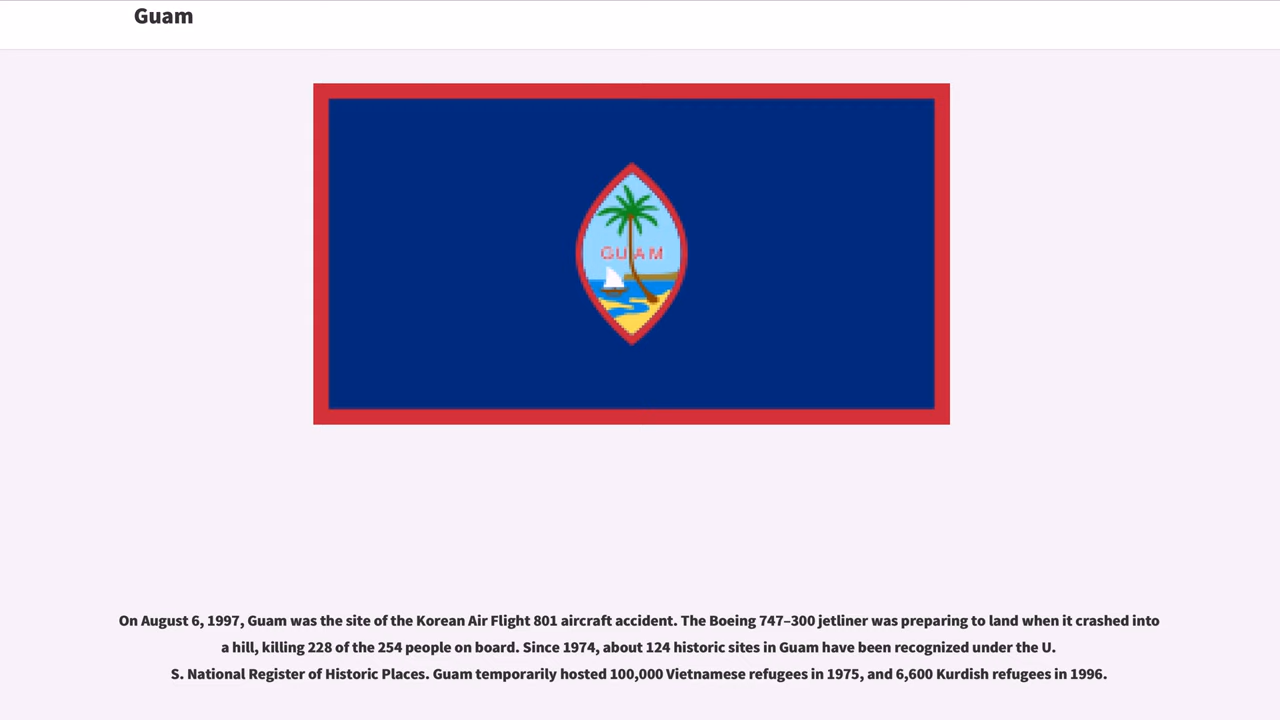 Guam
GUAM
On August 6, 1997, Guam was the site of the Korean Air Flight 801 aircraft accident. The Boeing 747–300 jetliner was preparing to land when it crashed into
a hill, killing 228 of the 254 people on board. Since 1974, about 124 historic sites in Guam have been recognized under the U.
S. National Register of Historic Places. Guam temporarily hosted 100,000 Vietnamese refugees in 1975, and 6,600 Kurdish refugees in 1996.